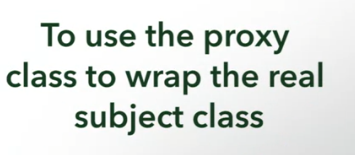 To use the proxy
class to wrap the real
subject class